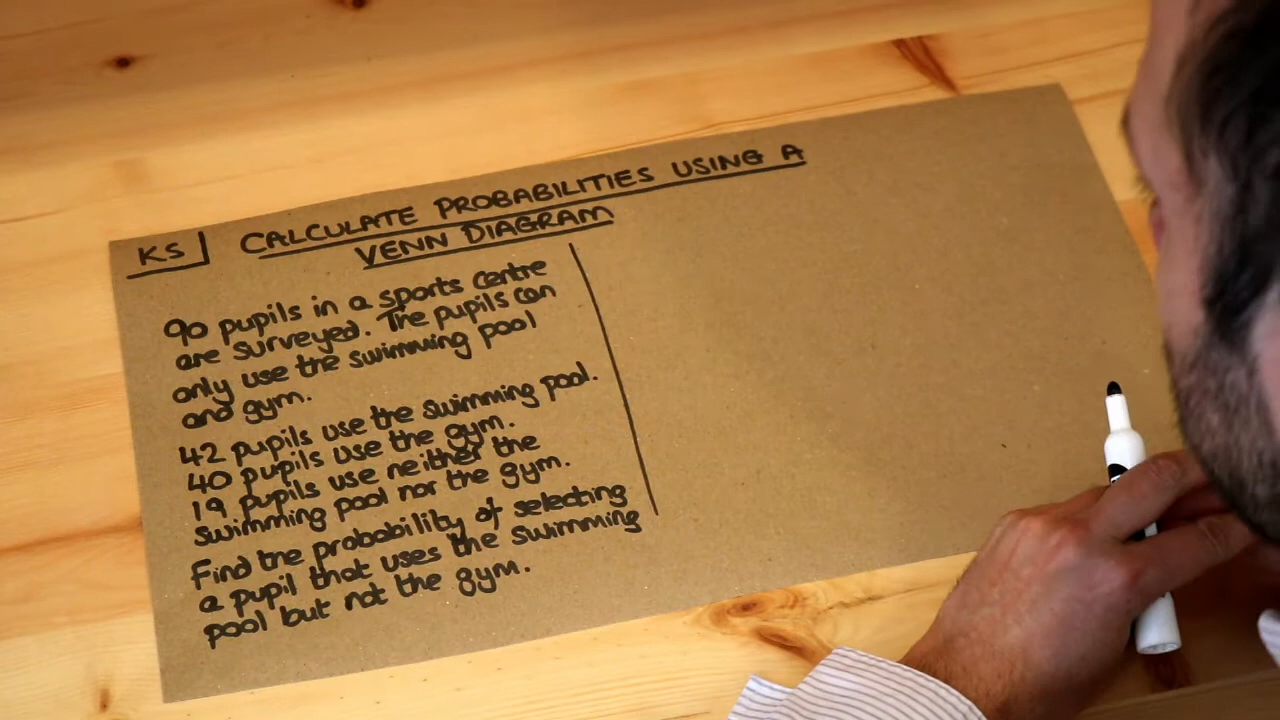 KS
CALCULATE PROBABILITIES USING A
VENN DIAGRAM
90 pupils in a sports centre
are surveyed. The pupils can
only use the swimming pool
and gym.
42 pupils use the swimming pool.
40 pupils use the gym.
19 pupils use neither the
swimming pool nor the gym.
Find the probability of selecting
a pupil that uses the swimming
pool but not the gym.